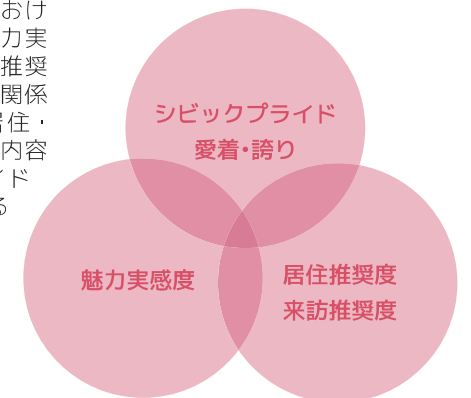 おけ
力実
推奨
関係
居住・
内容
イド
る
シビックプライド
愛着・誇り
魅力実感度
居住推奨度
来訪推奨度